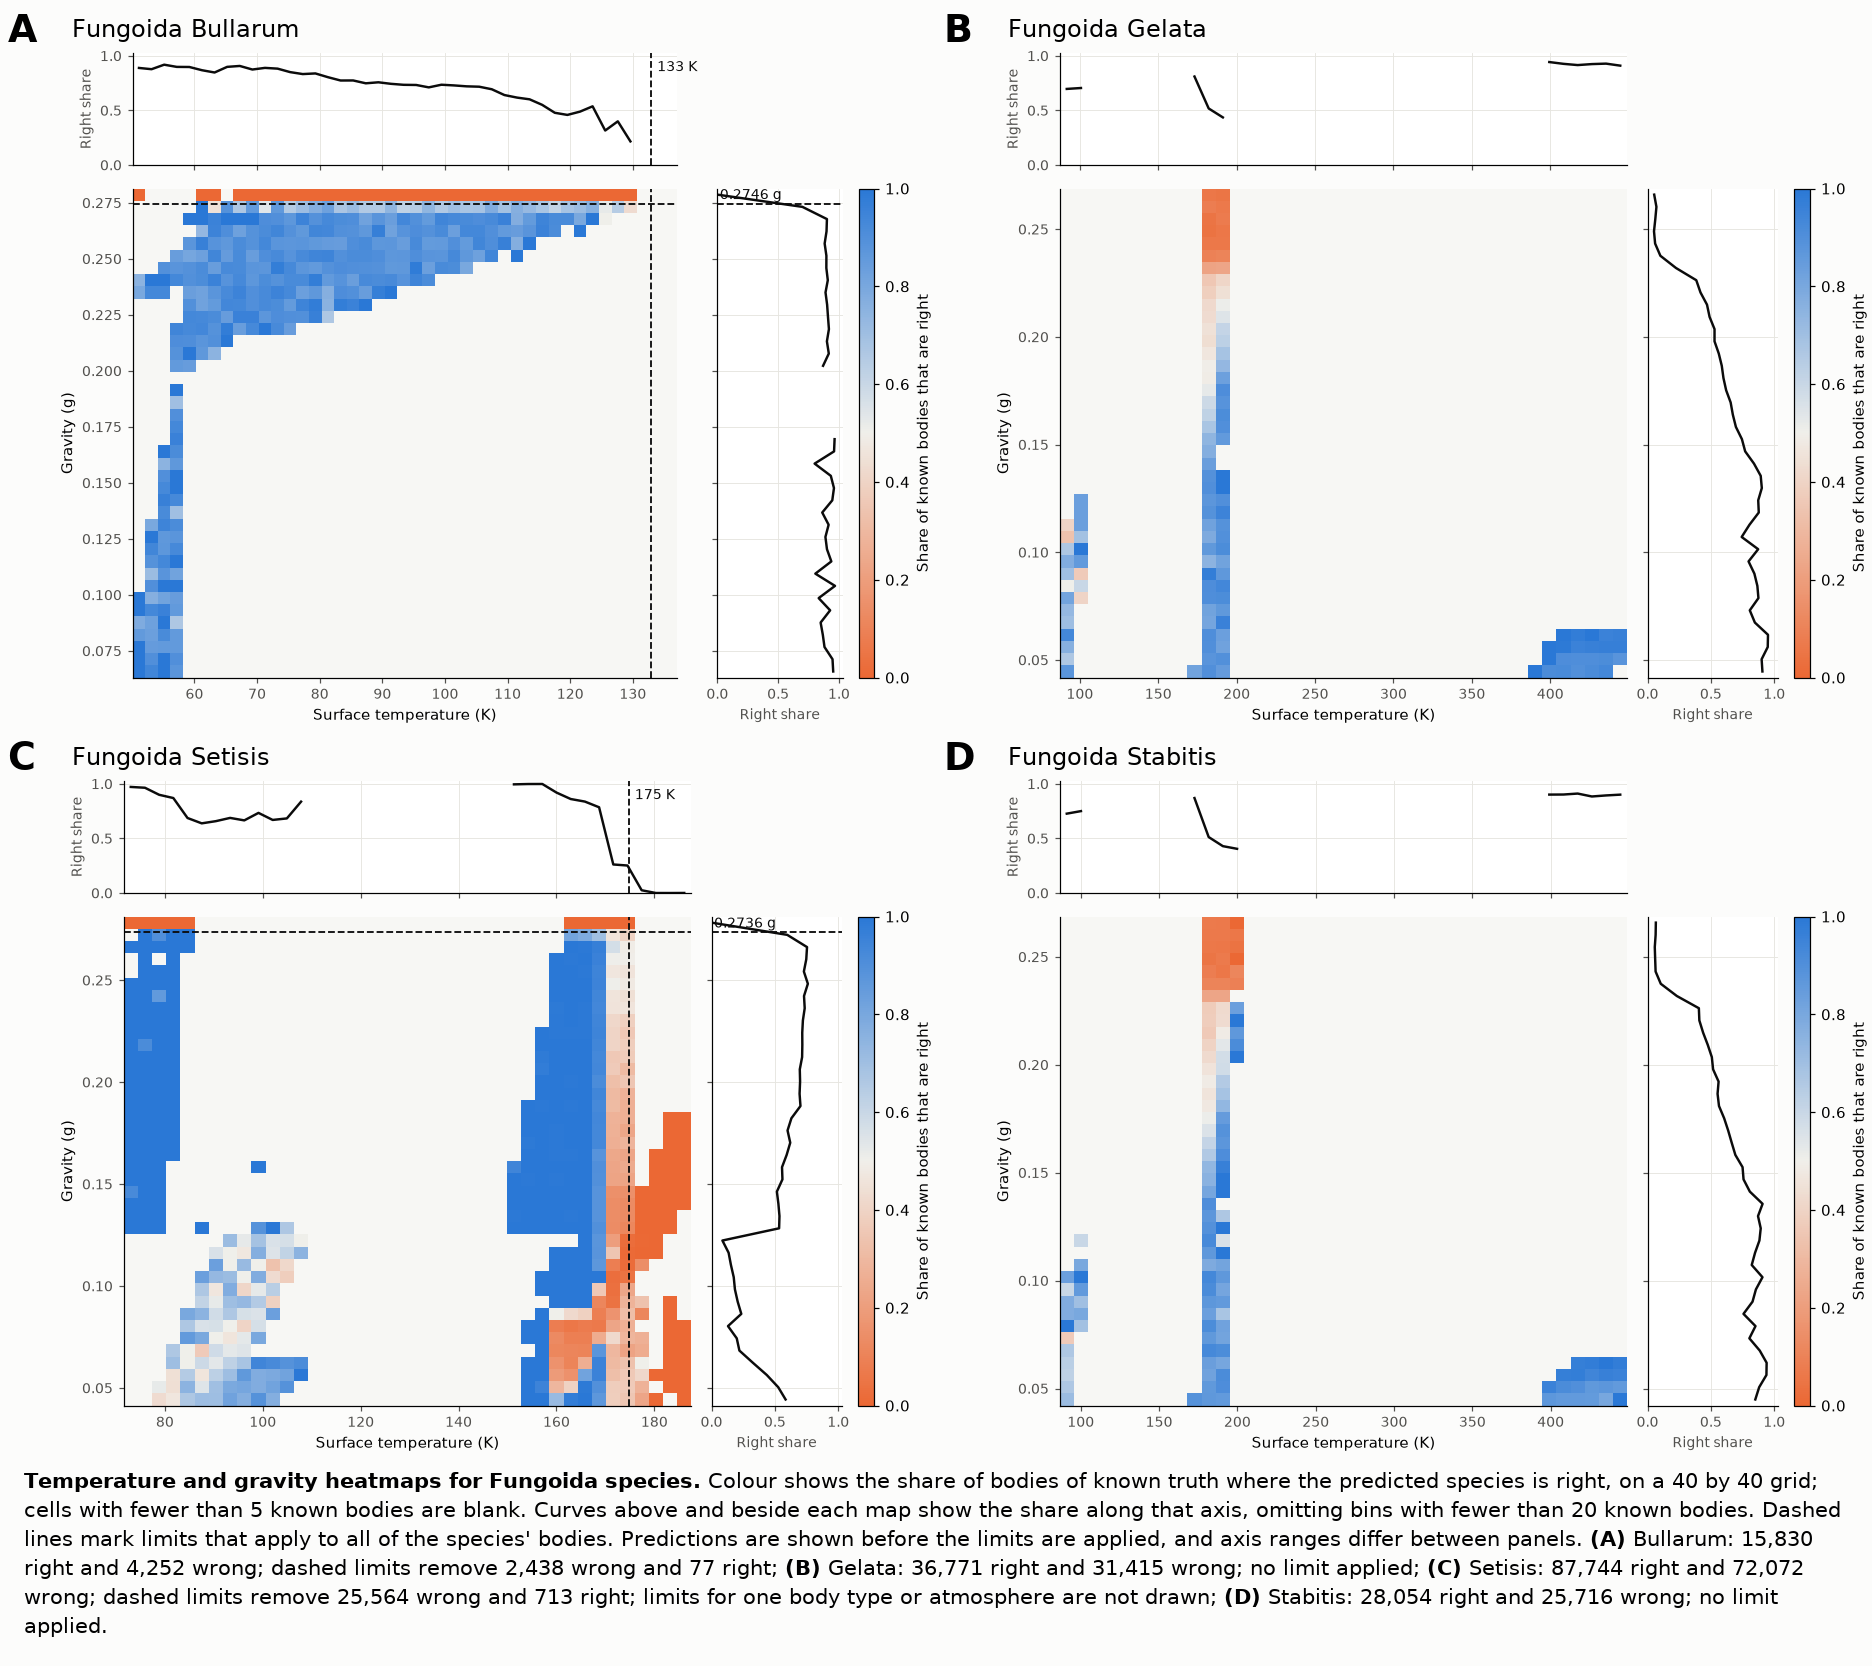 A
Fungoida Bullarum
1.0
0.5
0.0
Right share
133 K
0.275
0.250
0.225
0.200
0.175
0.150
0.125
0.100
0.075
Gravity (g)
60 70 80 90 100 110 120 130
Surface temperature (K)
0.2746 g
0.0 0.5 1.0
Right share
1.0
0.8
0.6
0.4
0.2
0.0
Share of known bodies that are right
B
Fungoida Gelata
1.0
0.5
0.0
Right share
0.25
0.20
0.15
0.10
0.05
Gravity (g)
100 150 200 250 300 350 400
Surface temperature (K)
0.0 0.5 1.0
Right share
1.0
0.8
0.6
0.4
0.2
0.0
Share of known bodies that are right
C
Fungoida Setisis
1.0
0.5
0.0
Right share
175 K
0.25
0.20
0.15
0.10
0.05
Gravity (g)
80 100 120 140 160 180
Surface temperature (K)
0.2736 g
0.0 0.5 1.0
Right share
1.0
0.8
0.6
0.4
0.2
0.0
Share of known bodies that are right
D
Fungoida Stabitis
1.0
0.5
0.0
Right share
0.25
0.20
0.15
0.10
0.05
Gravity (g)
100 150 200 250 300 350 400
Surface temperature (K)
0.0 0.5 1.0
Right share
1.0
0.8
0.6
0.4
0.2
0.0
Share of known bodies that are right
Temperature and gravity heatmaps for Fungoida species. Colour shows the share of bodies of known truth where the predicted species is right, on a 40 by 40 grid;
cells with fewer than 5 known bodies are blank. Curves above and beside each map show the share along that axis, omitting bins with fewer than 20 known bodies. Dashed
lines mark limits that apply to all of the species' bodies. Predictions are shown before the limits are applied, and axis ranges differ between panels. (A) Bullarum: 15,830
right and 4,252 wrong; dashed limits remove 2,438 wrong and 77 right; (B) Gelata: 36,771 right and 31,415 wrong; no limit applied; (C) Setisis: 87,744 right and 72,072
wrong; dashed limits remove 25,564 wrong and 713 right; limits for one body type or atmosphere are not drawn; (D) Stabitis: 28,054 right and 25,716 wrong; no limit
applied.